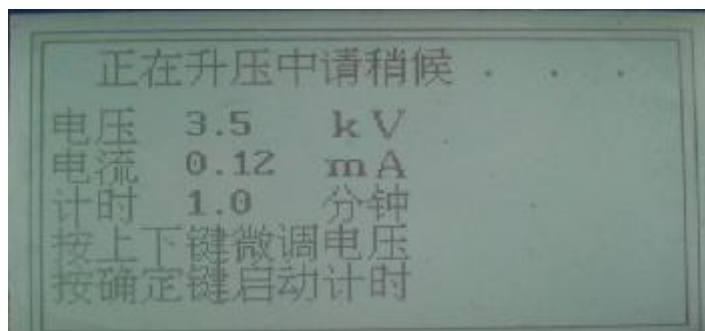 正在升压中请稍候 . . .
电压 3.5 kV
电流 0.12 mA
计时 1.0 分钟
按上下键微调电压
按确定键启动计时